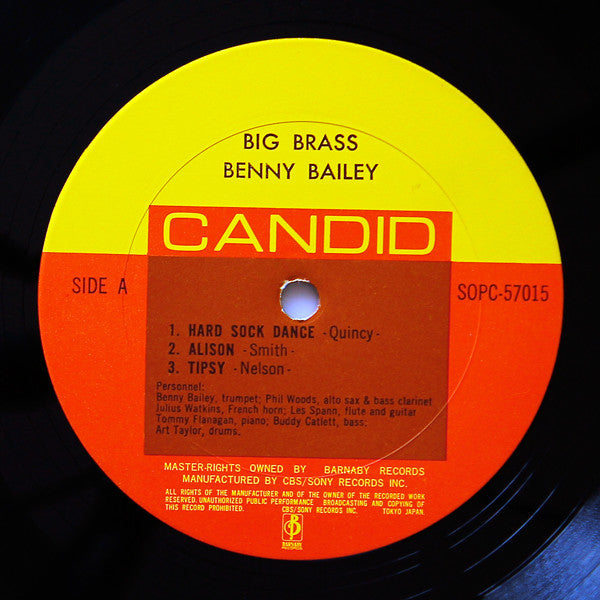 BIG BRASS
BENNY BAILEY
CANDID
SIDE A
SOPC-57015
1. HARD SOCK DANCE -Quincy-
2. ALISON -Smith-
3. TIPSY -Nelson-
Personnel:
Benny Bailey, trumpet; Phil Woods, alto sax & bass clarinet
Julius Watkins, French horn; Les Spann, flute and guitar
Tommy Flanagan, piano; Buddy Catlett, bass;
Art Taylor, drums.
MASTER-RIGHTS OWNED BY BARNABY RECORDS
MANUFACTURED BY CBS/SONY RECORDS INC.
ALL RIGHTS OF THE MANUFACTURER AND OF THE OWNER OF THE RECORDED WORK
RESERVED. UNAUTHORIZED PUBLIC PERFORMANCE BROADCASTING AND COPYING OF
THIS RECORD PROHIBITED. CBS/SONY RECORDS INC. TOKYO JAPAN.
BARNABY
RECORDS